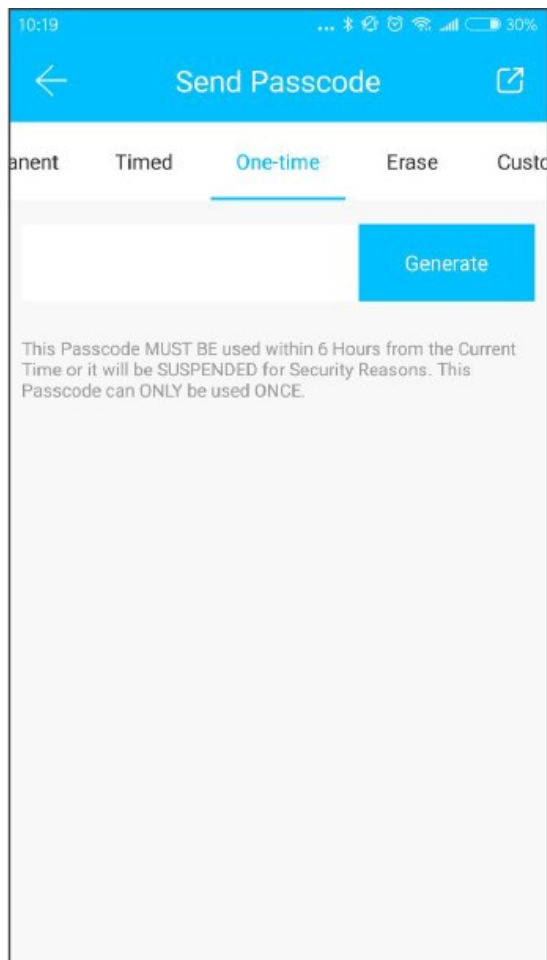 10:19 ... 30%
Send Passcode
anent Timed One-time Erase Custo
Generate
This Passcode MUST BE used within 6 Hours from the Current
Time or it will be SUSPENDED for Security Reasons. This
Passcode can ONLY be used ONCE.